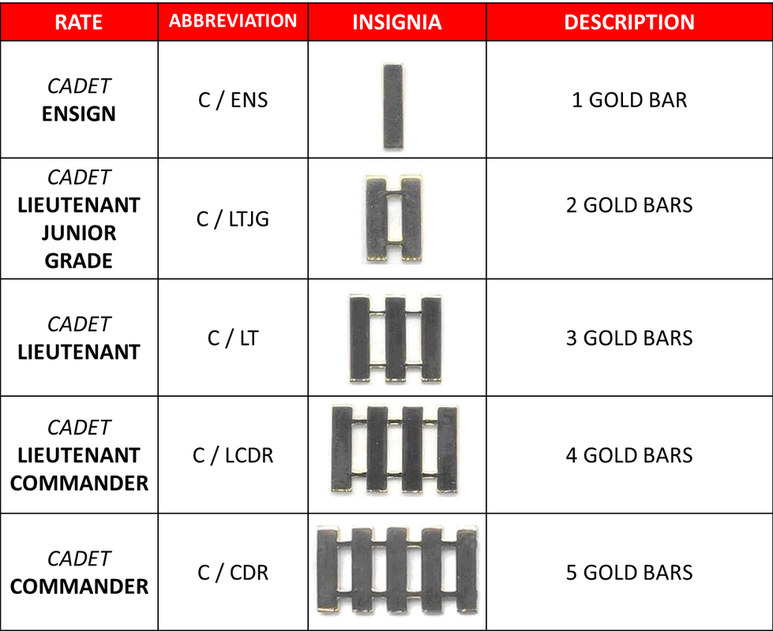 RATE ABBREVIATION INSIGNIA DESCRIPTION
CADET
ENSIGN
C / ENS
1 GOLD BAR
CADET
LIEUTENANT
JUNIOR
GRADE
C / LTJG
2 GOLD BARS
CADET
LIEUTENANT
C / LT
3 GOLD BARS
CADET
LIEUTENANT
COMMANDER
C / LCDR
4 GOLD BARS
CADET
COMMANDER
C / CDR
5 GOLD BARS